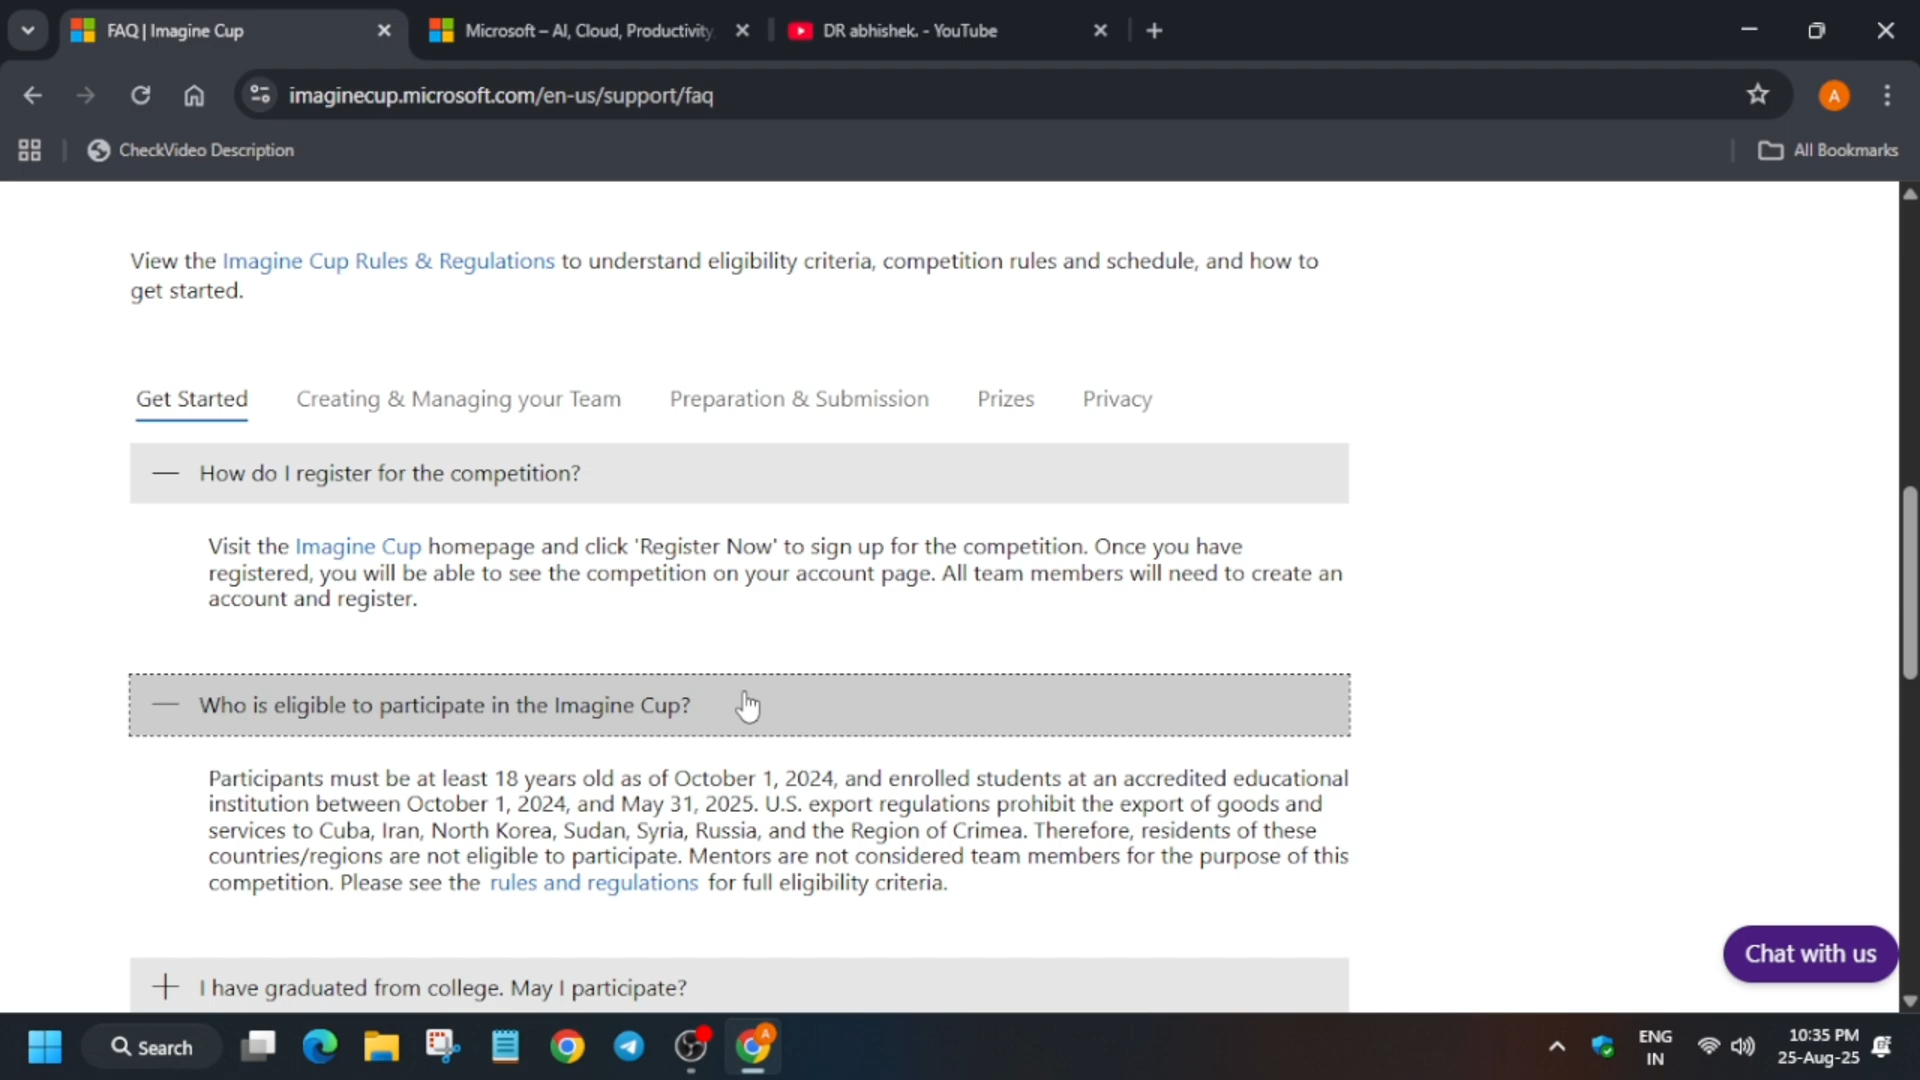 FAQ | Imagine Cup
Microsoft – AI, Cloud, Productivity,
DR abhishek. - YouTube
imaginecup.microsoft.com/en-us/support/faq
A
CheckVideo Description
All Bookmarks
View the Imagine Cup Rules & Regulations to understand eligibility criteria, competition rules and schedule, and how to
get started.
Get Started
Creating & Managing your Team
Preparation & Submission
Prizes
Privacy
How do I register for the competition?
Visit the Imagine Cup homepage and click 'Register Now' to sign up for the competition. Once you have
registered, you will be able to see the competition on your account page. All team members will need to create an
account and register.
Who is eligible to participate in the Imagine Cup?
Participants must be at least 18 years old as of October 1, 2024, and enrolled students at an accredited educational
institution between October 1, 2024, and May 31, 2025. U.S. export regulations prohibit the export of goods and
services to Cuba, Iran, North Korea, Sudan, Syria, Russia, and the Region of Crimea. Therefore, residents of these
countries/regions are not eligible to participate. Mentors are not considered team members for the purpose of this
competition. Please see the rules and regulations for full eligibility criteria.
Chat with us
I have graduated from college. May I participate?
Search
A
ENG
IN
10:35 PM
25-Aug-25